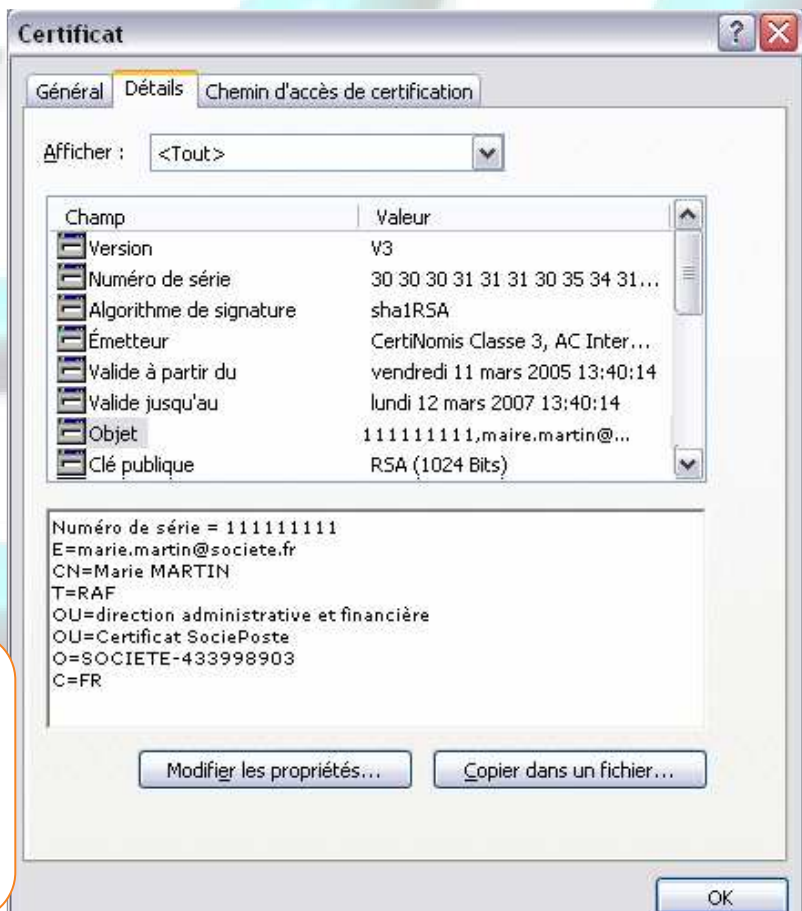 Certificat
Général Détails Chemin d'accès de certification
Afficher : <Tout>
Champ Valeur
Version V3
Numéro de série 30 30 30 31 31 31 30 35 34 31...
Algorithme de signature sha1RSA
Émetteur CertiNomis Classe 3, AC Inter...
Valide à partir du vendredi 11 mars 2005 13:40:14
Valide jusqu'au lundi 12 mars 2007 13:40:14
Objet 111111111,maire.martin@...
Clé publique RSA (1024 Bits)
Numéro de série = 111111111
E=marie.martin@societe.fr
CN=Marie MARTIN
T=RAF
OU=direction administrative et financière
OU=Certificat SociePoste
O=SOCIETE-433998903
C=FR
Modifier les propriétés... Copier dans un fichier...
OK